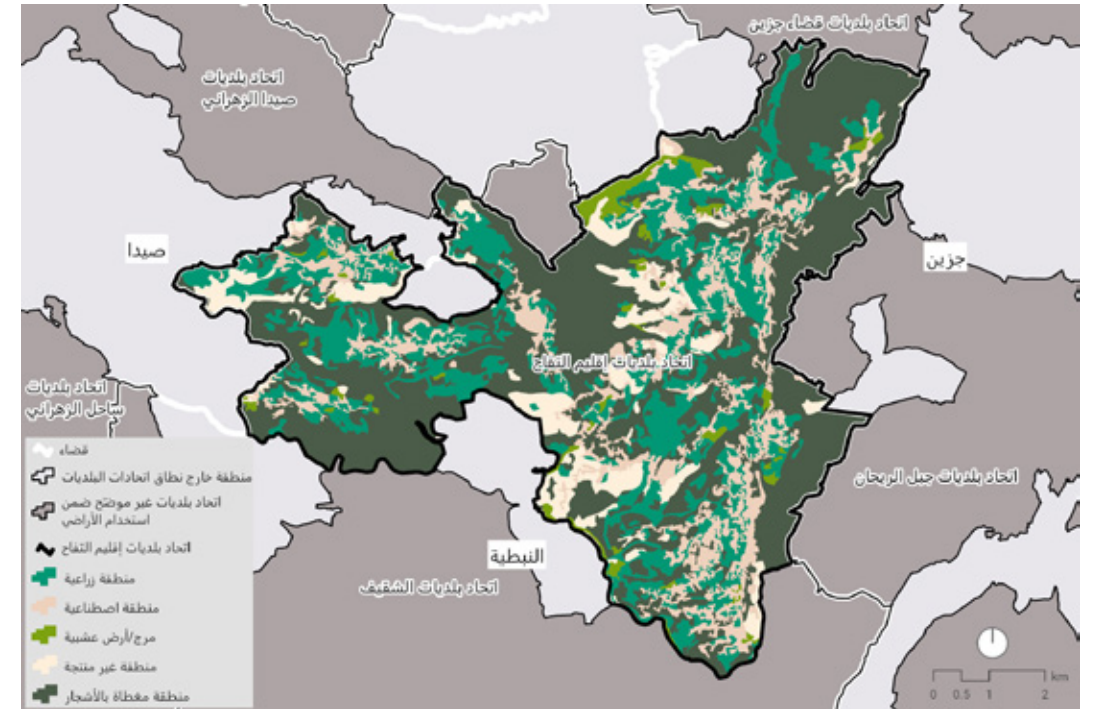 اتحاد بلديات قضاء جزين
اتحاد بلديات
صيدا الزهراني
صيدا
جزين
اتحاد بلديات إقليم التفاح
اتحاد بلديات
ساحل الزهراني
اتحاد بلديات جبل الريحان
النبطية
اتحاد بلديات الشقيف
قضاء
منطقة خارج نطاق اتحادات البلديات
اتحاد بلديات غير موضح ضمن
استخدام الأراضي
اتحاد بلديات إقليم التفاح
منطقة زراعية
منطقة اصطناعية
مرج/أرض عشبية
منطقة غير منتجة
منطقة مغطاة بالأشجار
km
0 0.5 1 2